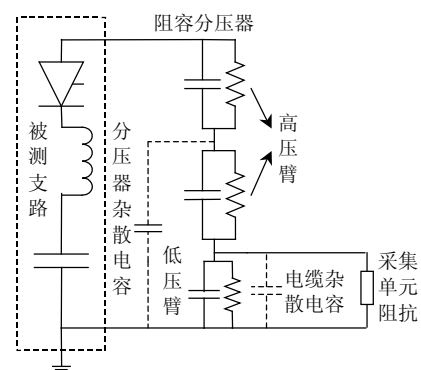 阻容分压器
被测支路
分压器杂散电容
高压臂
低压臂
电缆杂
散电容
采集
单元
阻抗